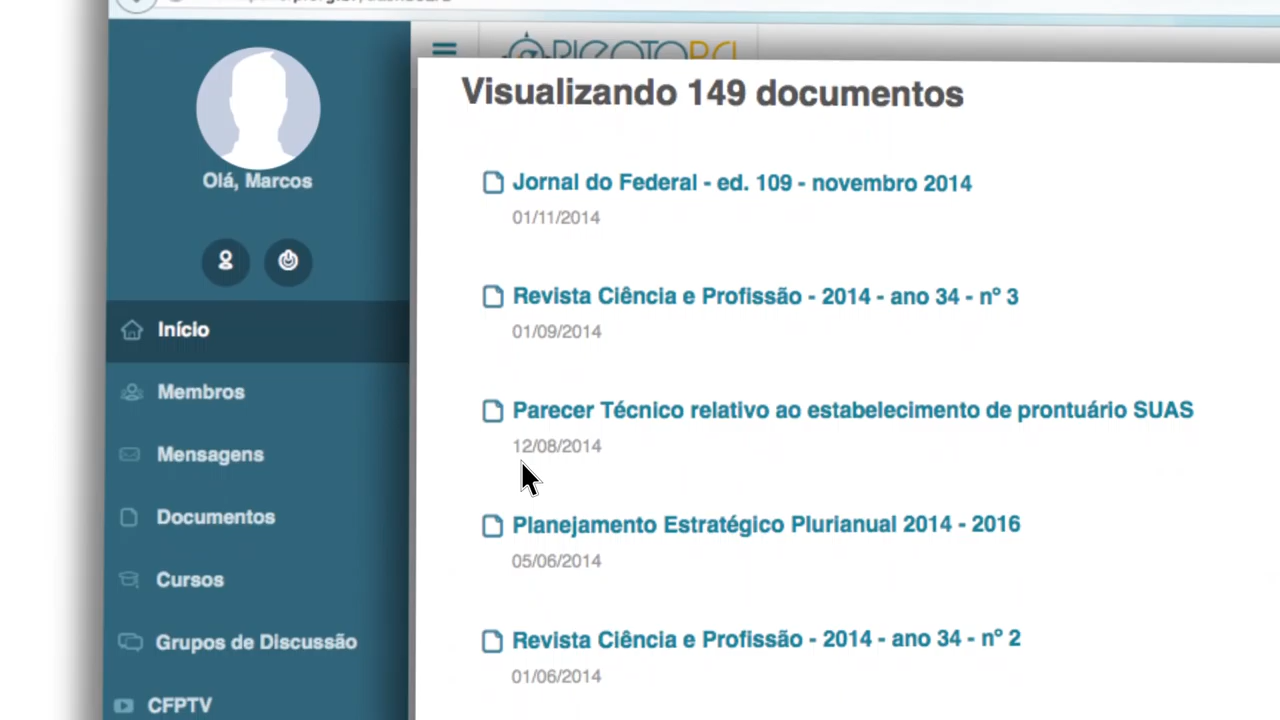 Olá, Marcos
Início
Membros
Mensagens
Documentos
Cursos
Grupos de Discussão
CFPTV
Visualizando 149 documentos
Jornal do Federal - ed. 109 - novembro 2014
01/11/2014
Revista Ciência e Profissão - 2014 - ano 34 - nº 3
01/09/2014
Parecer Técnico relativo ao estabelecimento de prontuário SUAS
12/08/2014
Planejamento Estratégico Plurianual 2014 - 2016
05/06/2014
Revista Ciência e Profissão - 2014 - ano 34 - nº 2
01/06/2014